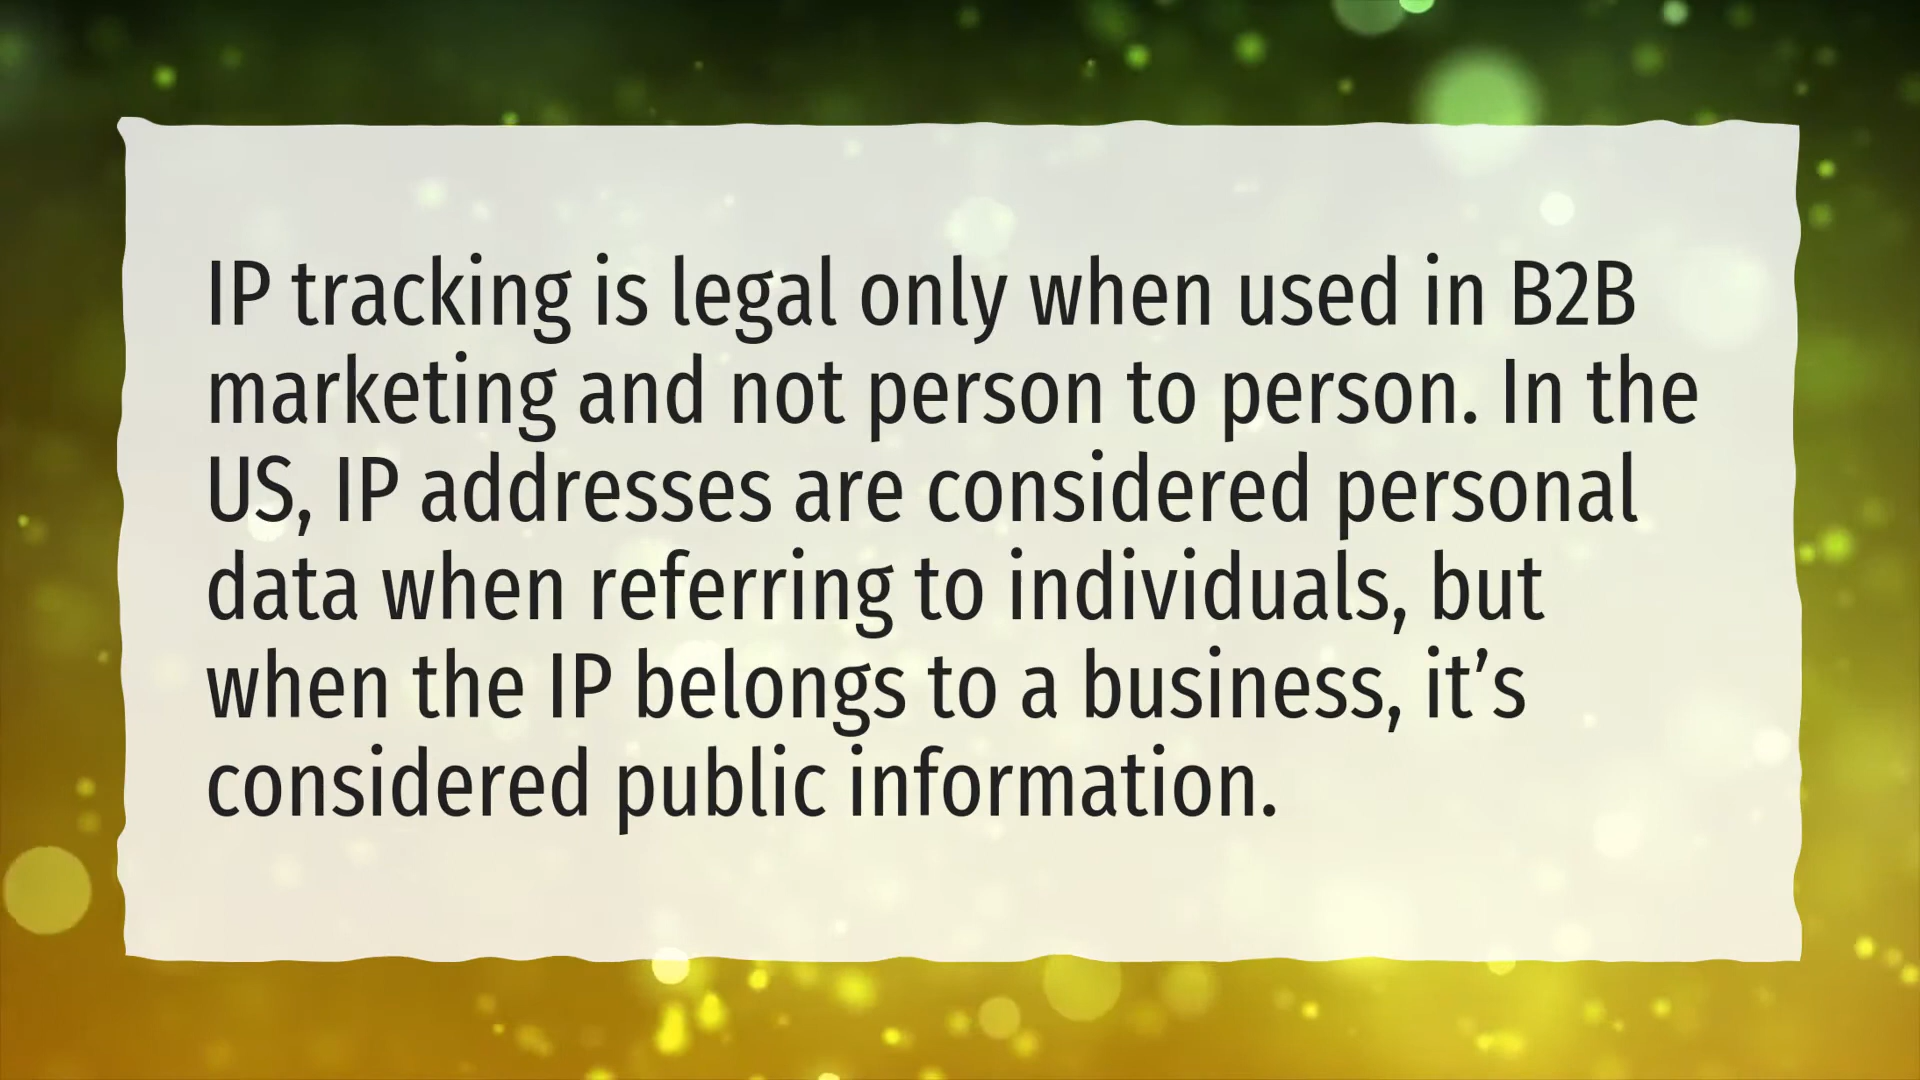 IP tracking is legal only when used in B2B
marketing and not person to person. In the
US, IP addresses are considered personal
data when referring to individuals, but
when the IP belongs to a business, it’s
considered public information.